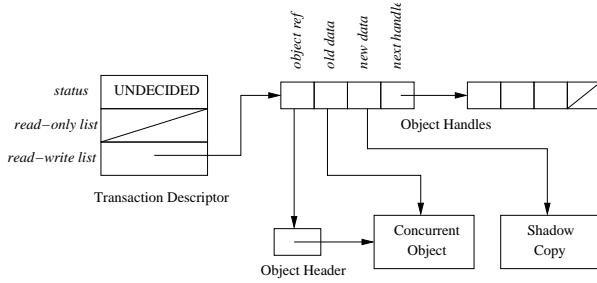 object ref
old data
new data
next handle
status
UNDECIDED
read−only list
read−write list
Object Handles
Transaction Descriptor
Concurrent
Object
Shadow
Copy
Object Header